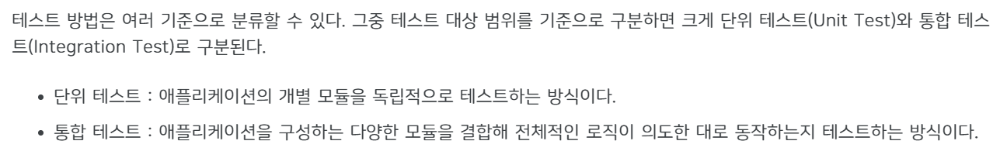 테스트 방법은 여러 기준으로 분류할 수 있다. 그중 테스트 대상 범위를 기준으로 구분하면 크게 단위 테스트(Unit Test)와 통합 테스
트(Integration Test)로 구분된다.
• 단위 테스트 : 애플리케이션의 개별 모듈을 독립적으로 테스트하는 방식이다.
• 통합 테스트 : 애플리케이션을 구성하는 다양한 모듈을 결합해 전체적인 로직이 의도한 대로 동작하는지 테스트하는 방식이다.